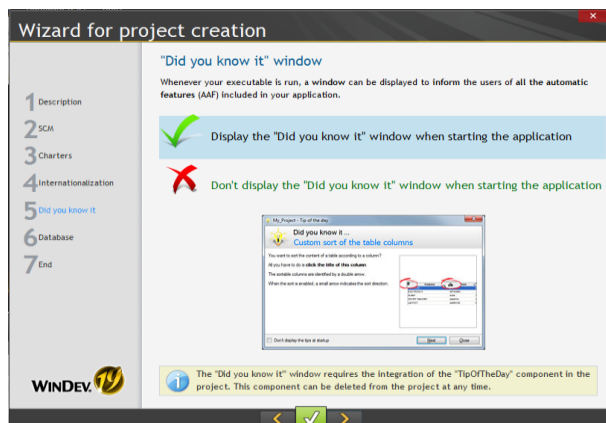 Wizard for project creation
1 Description
2 SCM
3 Charters
4 Internationalization
5 Did you know it
6 Database
7 End
WINDEV. 19
"Did you know it" window
Whenever your executable is run, a window can be displayed to inform the users of all the automatic
features (AAF) included in your application.
Display the "Did you know it" window when starting the application
Don't display the "Did you know it" window when starting the application
My_Project - Tip of the day
Did you know it ...
Custom sort of the table columns
You want to sort the content of a table according to a column?
All you have to do is click the title of this column.
The sortable columns are identified by a double arrow.
When the sort is enabled, a small arrow indicates the sort direction.
Don't display the tips at startup
Next
Close
The "Did you know it" window requires the integration of the "TipOfTheDay" component in the
project. This component can be deleted from the project at any time.